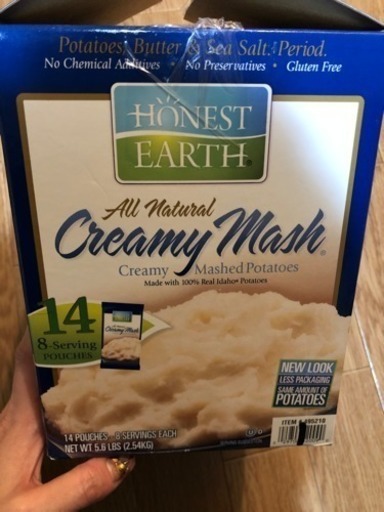 Potatoes, Butter & Sea Salt. Period.
No Chemical Additives • No Preservatives • Gluten Free
HONEST
EARTH®
All Natural
Creamy Mash®
Creamy Mashed Potatoes
Made with 100% Real Idaho® Potatoes
14
8-Serving
POUCHES
Creamy Mash
NEW LOOK
LESS PACKAGING
SAME AMOUNT OF
POTATOES
14 POUCHES - 8 SERVINGS EACH
NET WT 5.6 LBS (2.54KG)